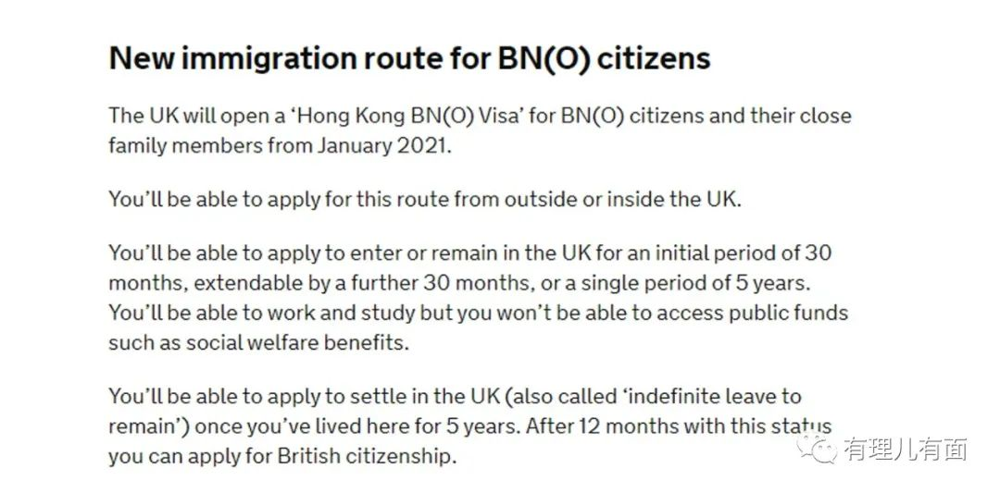 New immigration route for BN(O) citizens
The UK will open a ‘Hong Kong BN(O) Visa’ for BN(O) citizens and their close
family members from January 2021.
You’ll be able to apply for this route from outside or inside the UK.
You’ll be able to apply to enter or remain in the UK for an initial period of 30
months, extendable by a further 30 months, or a single period of 5 years.
You’ll be able to work and study but you won’t be able to access public funds
such as social welfare benefits.
You’ll be able to apply to settle in the UK (also called ‘indefinite leave to
remain’) once you’ve lived here for 5 years. After 12 months with this status
you can apply for British citizenship.
有理儿有面